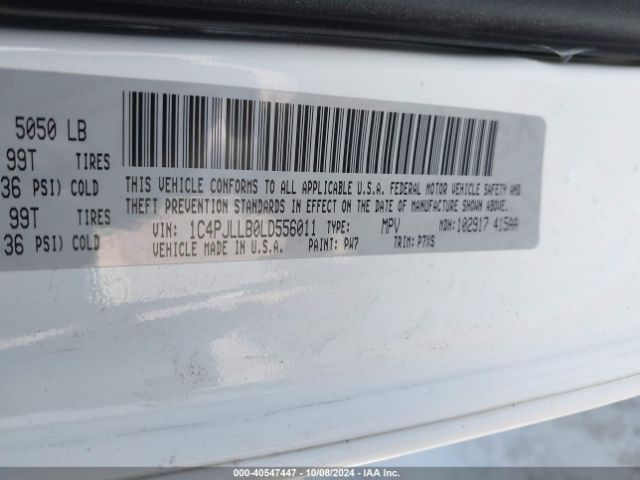 5050 LB
99T TIRES
36 PSI) COLD
99T TIRES
36 PSI) COLD
THIS VEHICLE CONFORMS TO ALL APPLICABLE U.S.A. FEDERAL MOTOR VEHICLE SAFETY AND
THEFT PREVENTION STANDARDS IN EFFECT ON THE DATE OF MANUFACTURE SHOWN ABOVE.
VIN: 1C4PJLLB0LD556011 TYPE: MPV MDH: 102917 415AA
VEHICLE MADE IN U.S.A. PAINT: PW7 TRIM: P7XS
000-40547447 - 10/08/2024 - IAA Inc.